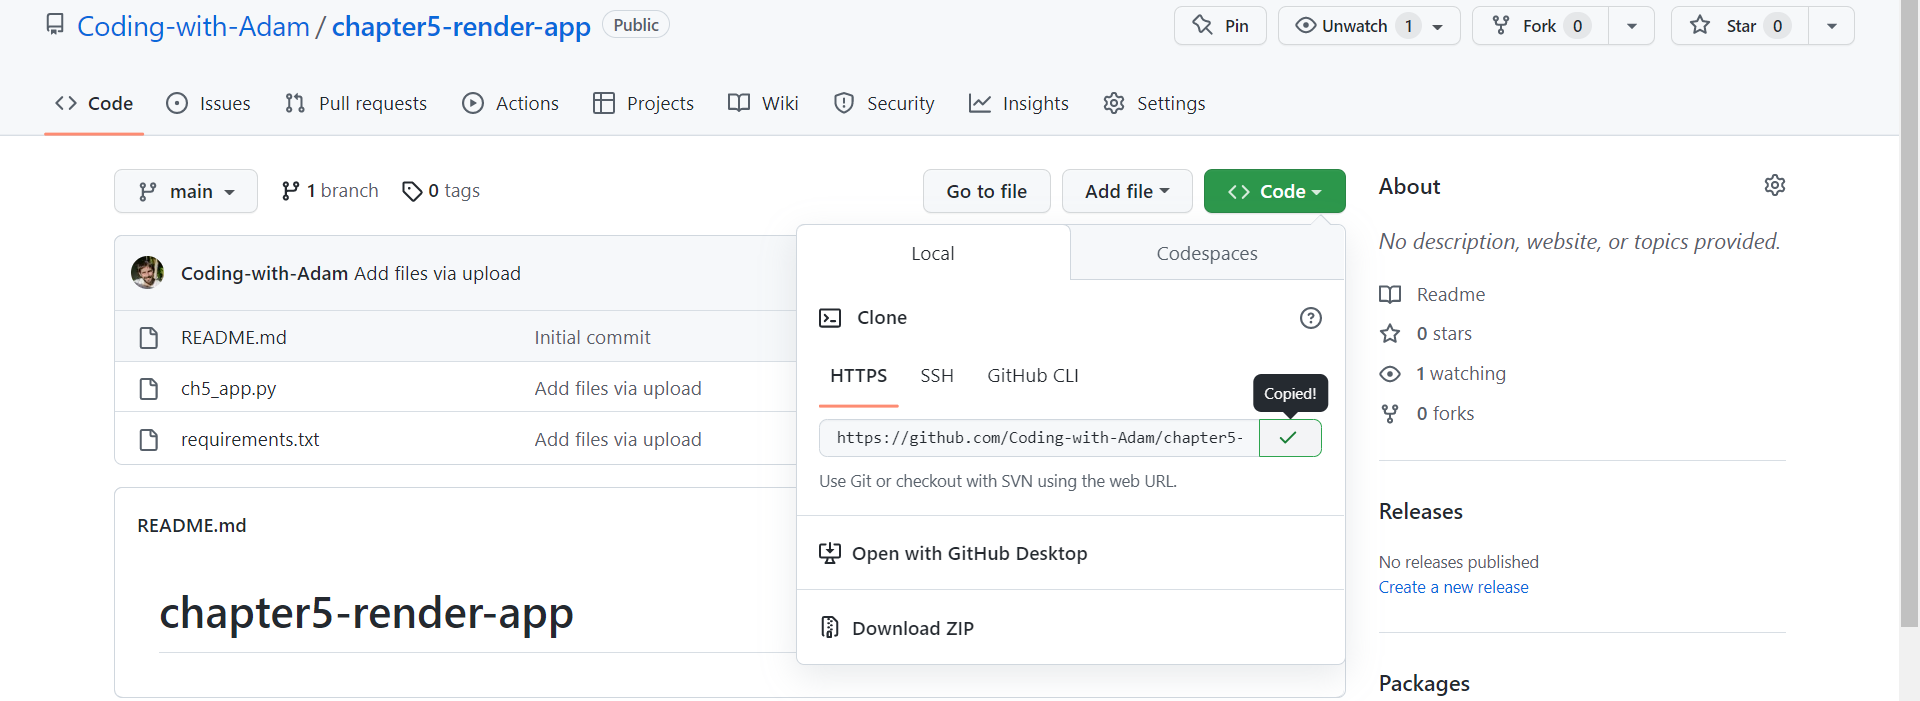 Coding-with-Adam / chapter5-render-app Public Pin Unwatch 1 Fork 0 Star 0
Code Issues Pull requests Actions Projects Wiki Security Insights Settings
main 1 branch 0 tags Go to file Add file Code
Coding-with-Adam Add files via upload
README.md Initial commit
ch5_app.py Add files via upload
requirements.txt Add files via upload
README.md
chapter5-render-app
Local Codespaces
Clone
HTTPS SSH GitHub CLI
Copied!
https://github.com/Coding-with-Adam/chapter5-
Use Git or checkout with SVN using the web URL.
Open with GitHub Desktop
Download ZIP
About
No description, website, or topics provided.
Readme
0 stars
1 watching
0 forks
Releases
No releases published
Create a new release
Packages